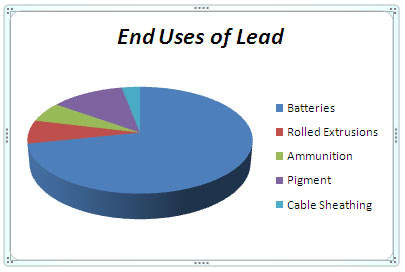 End Uses of Lead
Batteries
Rolled Extrusions
Ammunition
Pigment
Cable Sheathing